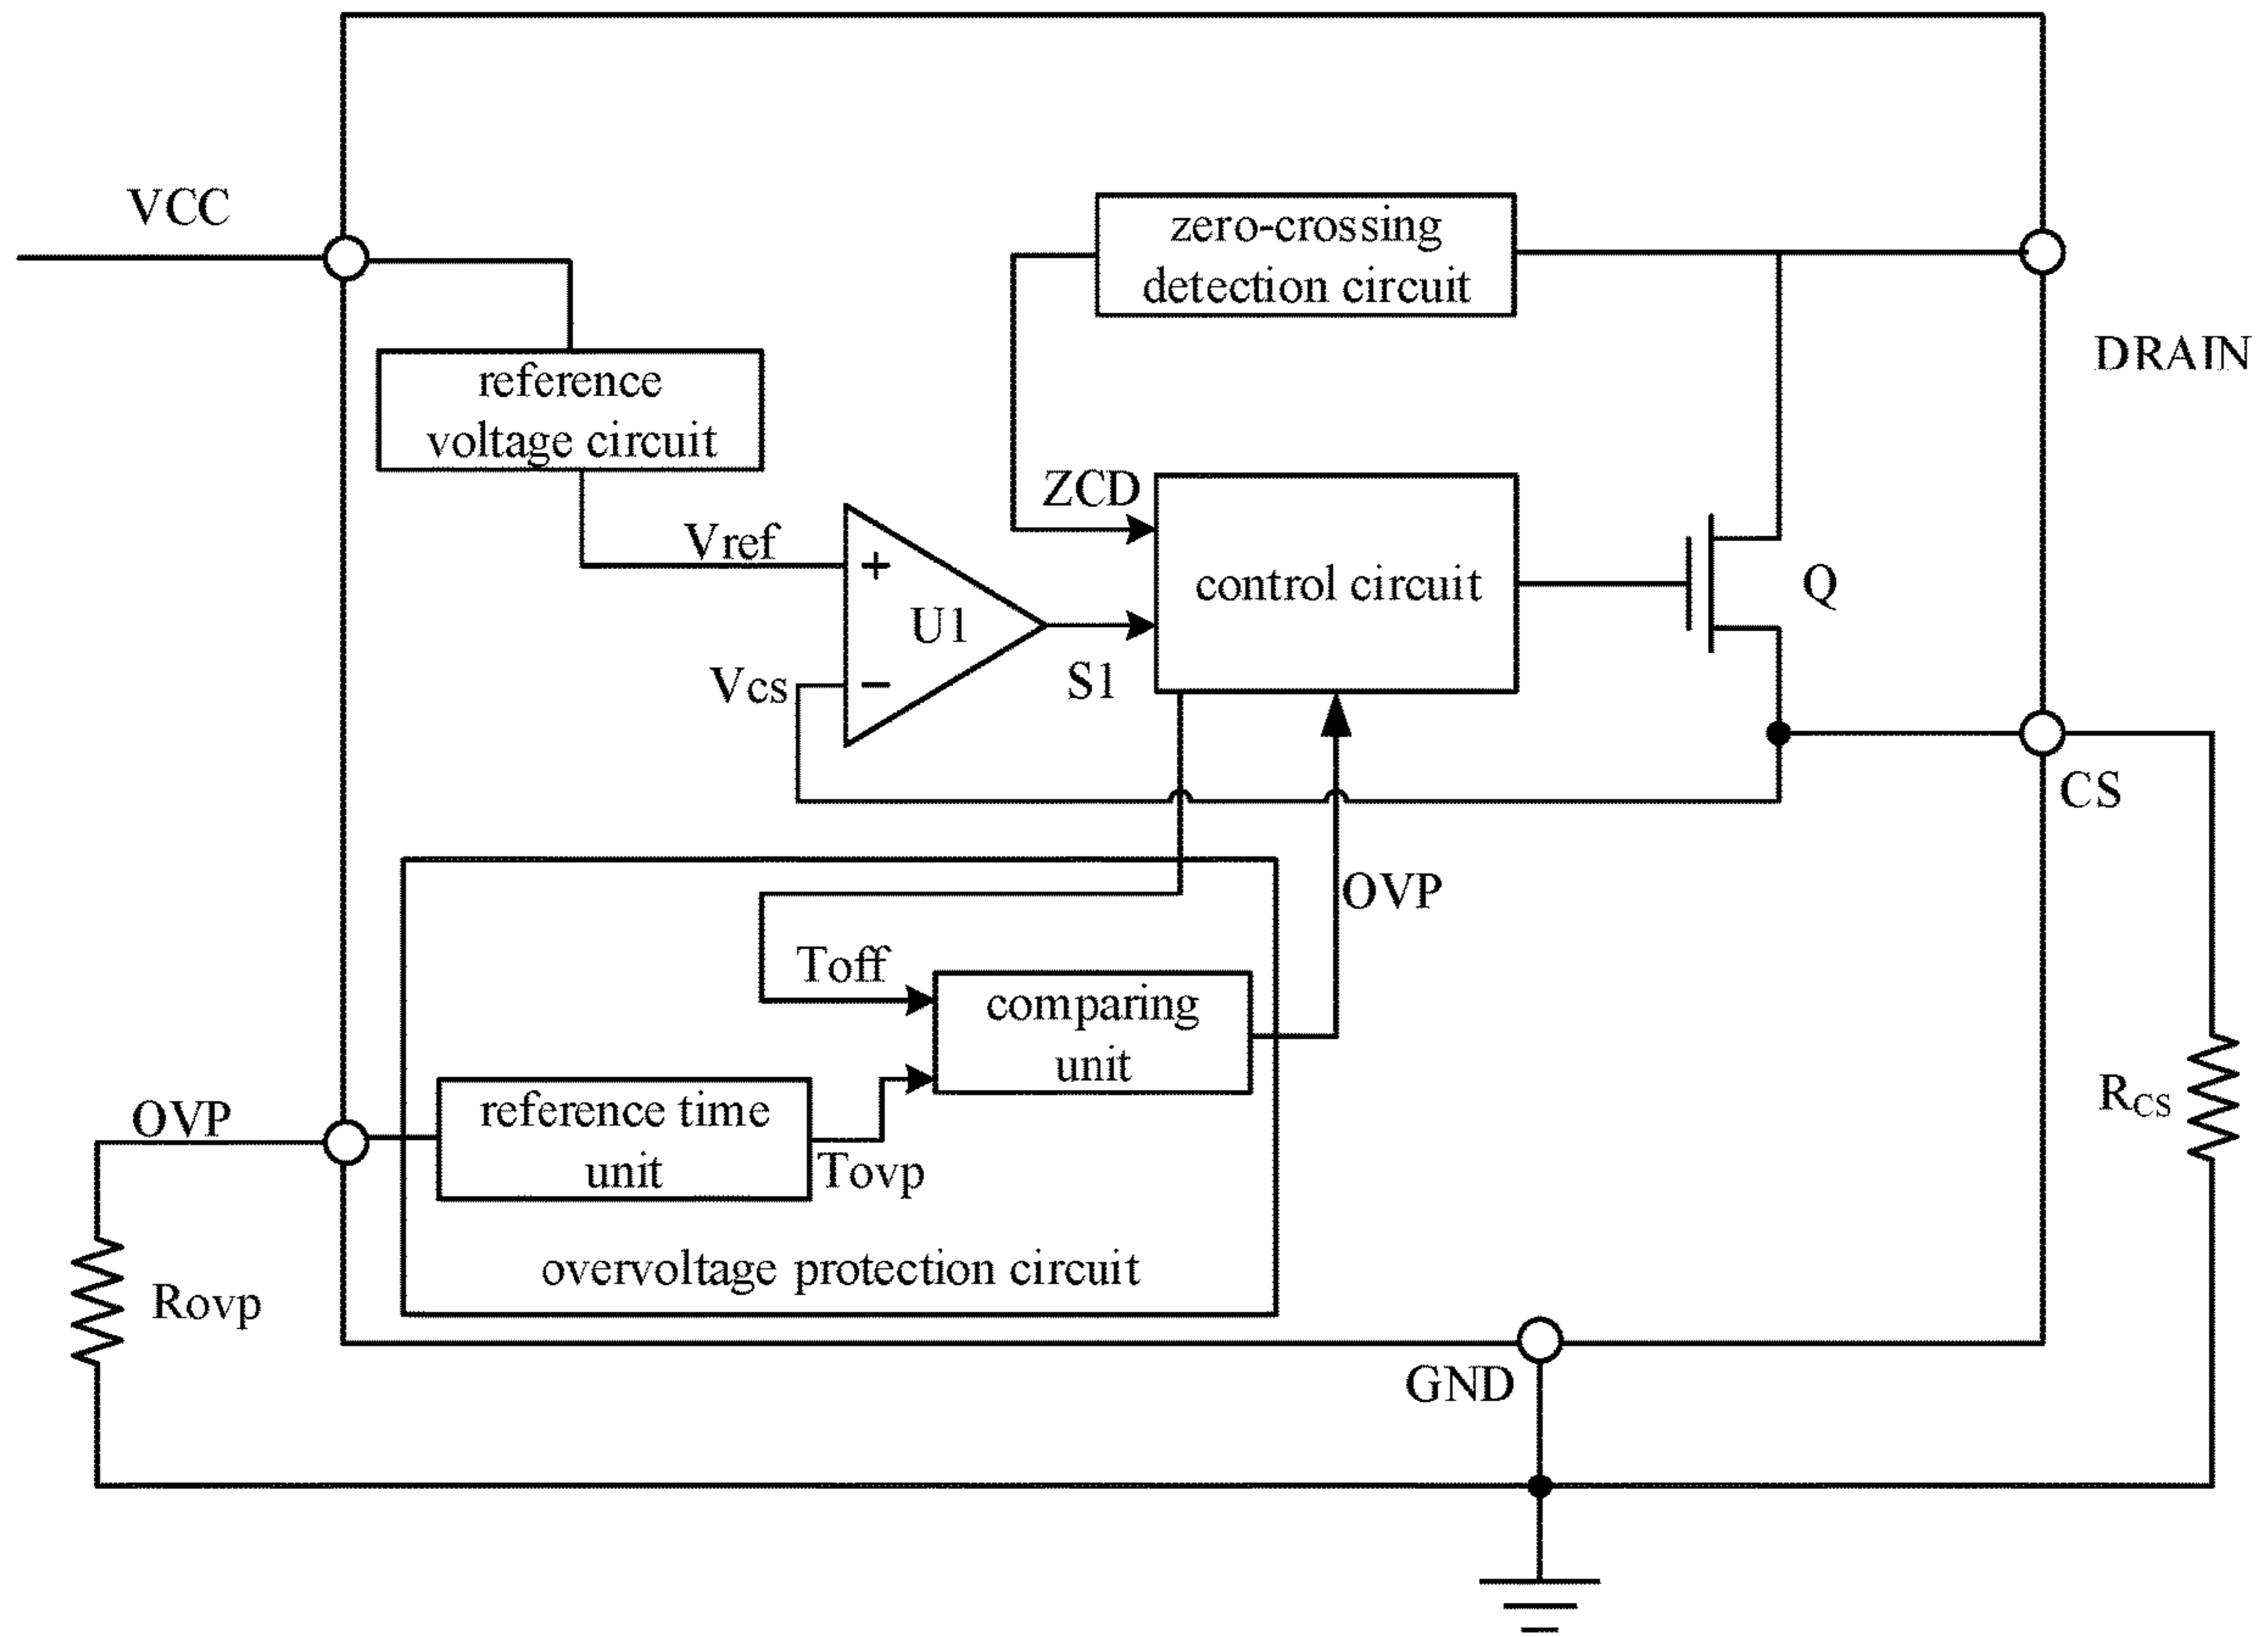 VCC
zero-crossing
detection circuit
DRAIN
reference
voltage circuit
ZCD
Vref
+
control circuit
Q
U1
Vcs
−
S1
CS
OVP
Toff
comparing
unit
RCS
OVP
reference time
unit
Tovp
overvoltage protection circuit
Rovp
GND